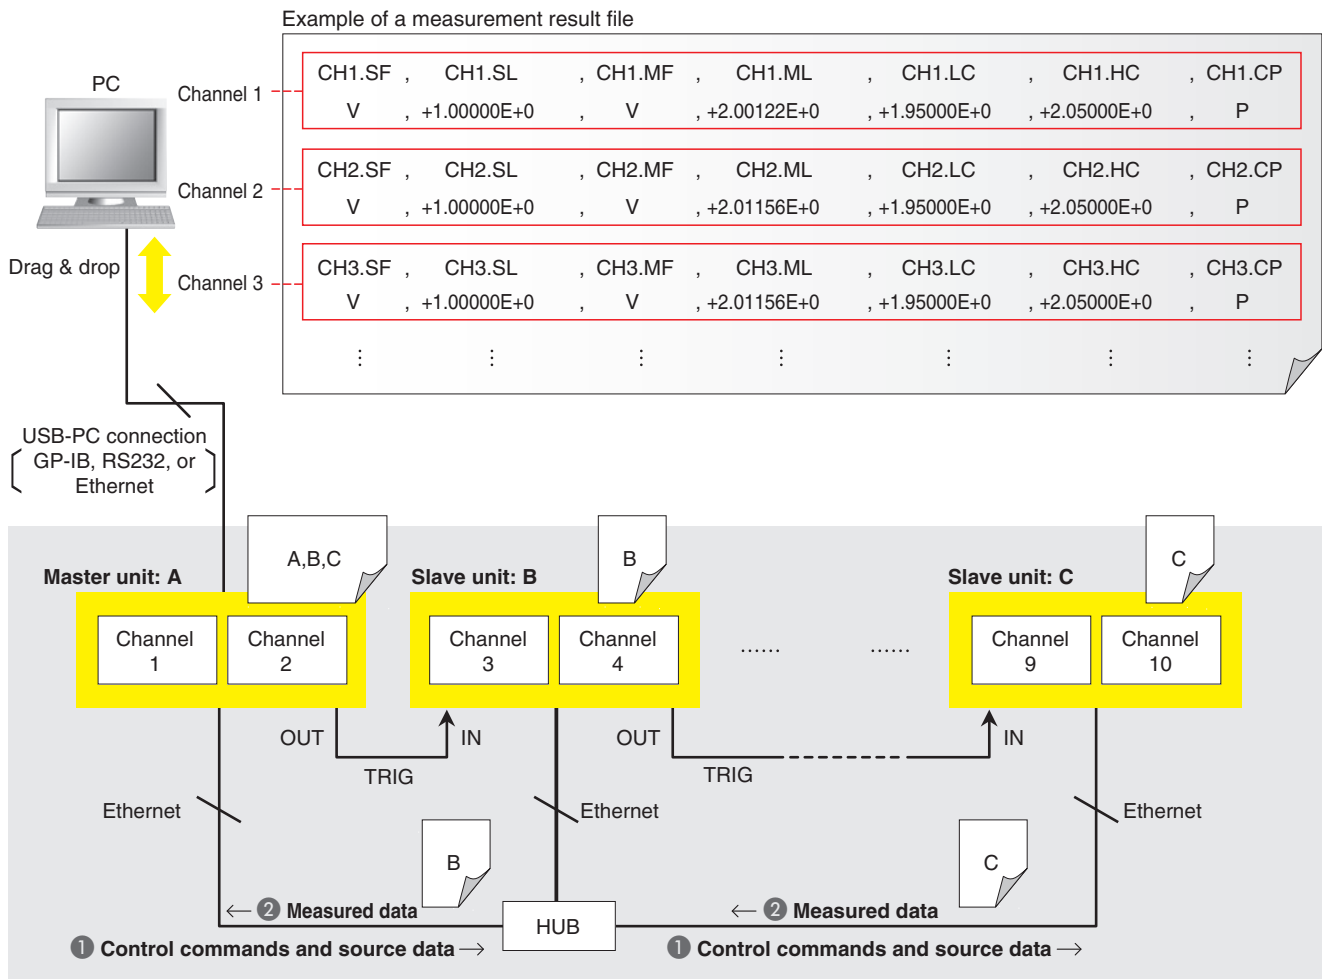 Example of a measurement result file
PC
Channel 1
CH1.SF , CH1.SL , CH1.MF , CH1.ML , CH1.LC , CH1.HC , CH1.CP
V , +1.00000E+0 , V , +2.00122E+0 , +1.95000E+0 , +2.05000E+0 , P
Channel 2
CH2.SF , CH2.SL , CH2.MF , CH2.ML , CH2.LC , CH2.HC , CH2.CP
V , +1.00000E+0 , V , +2.01156E+0 , +1.95000E+0 , +2.05000E+0 , P
Drag & drop
Channel 3
CH3.SF , CH3.SL , CH3.MF , CH3.ML , CH3.LC , CH3.HC , CH3.CP
V , +1.00000E+0 , V , +2.01156E+0 , +1.95000E+0 , +2.05000E+0 , P
⋮ ⋮ ⋮ ⋮ ⋮ ⋮ ⋮
USB-PC connection
[GP-IB, RS232, or
Ethernet]
A,B,C
B
C
Master unit: A
Slave unit: B
Slave unit: C
Channel
1
Channel
2
Channel
3
Channel
4
......
......
Channel
9
Channel
10
OUT
IN
OUT
IN
TRIG
TRIG
Ethernet
Ethernet
Ethernet
B
C
← 2 Measured data
HUB
← 2 Measured data
1 Control commands and source data →
1 Control commands and source data →